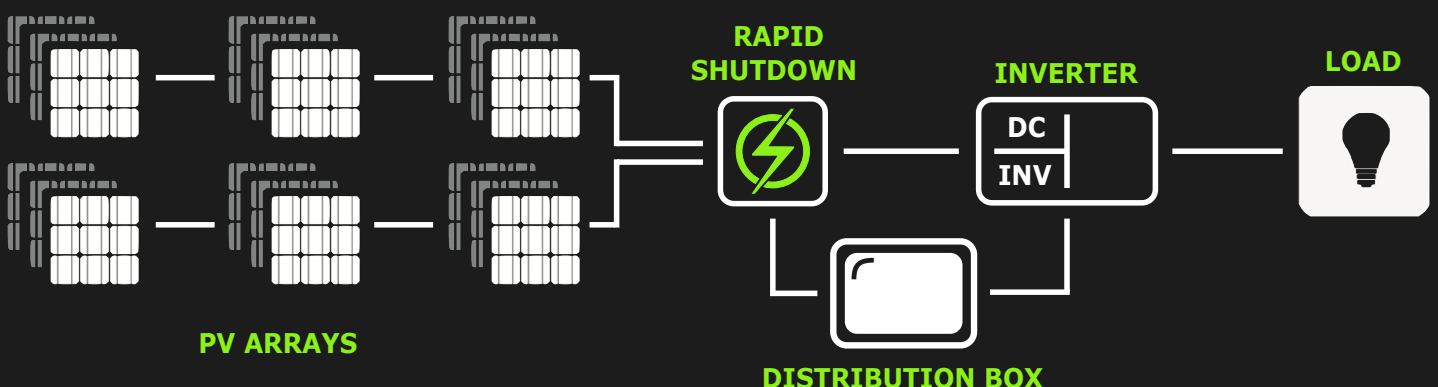 RAPID
SHUTDOWN
INVERTER
LOAD
DC
INV
PV ARRAYS
DISTRIBUTION BOX